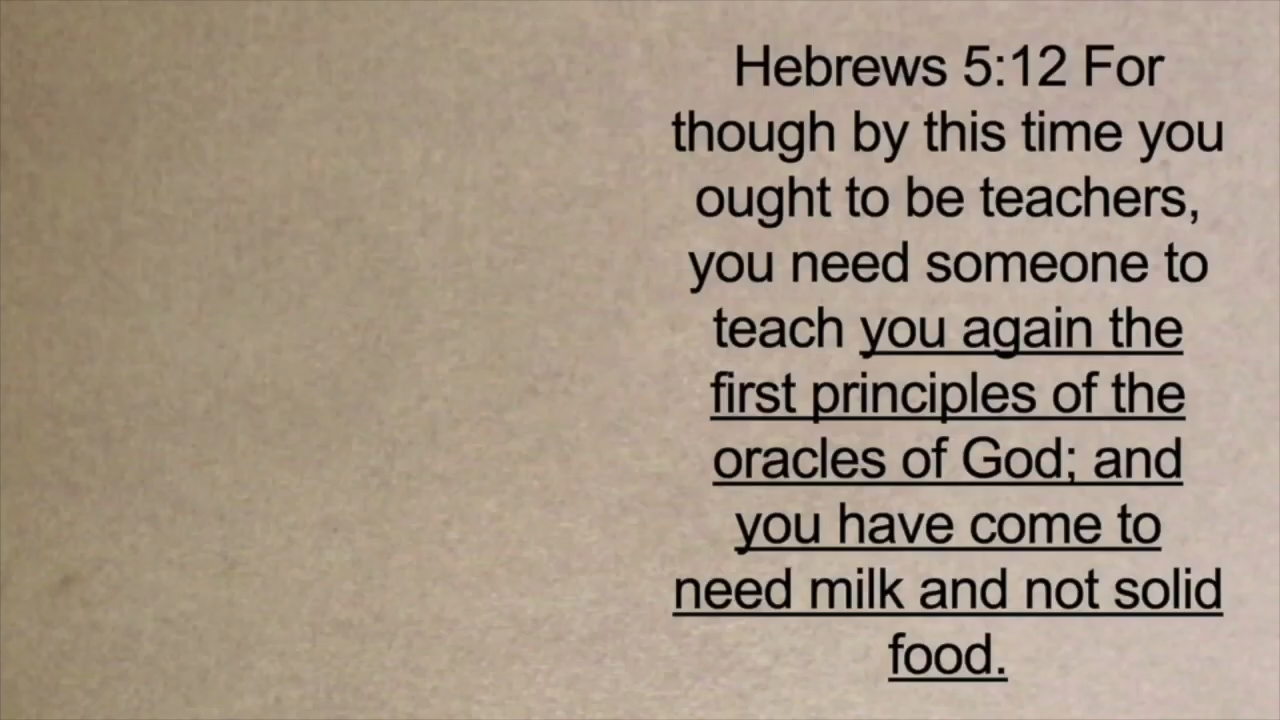 Hebrews 5:12 For
though by this time you
ought to be teachers,
you need someone to
teach you again the
first principles of the
oracles of God; and
you have come to
need milk and not solid
food.